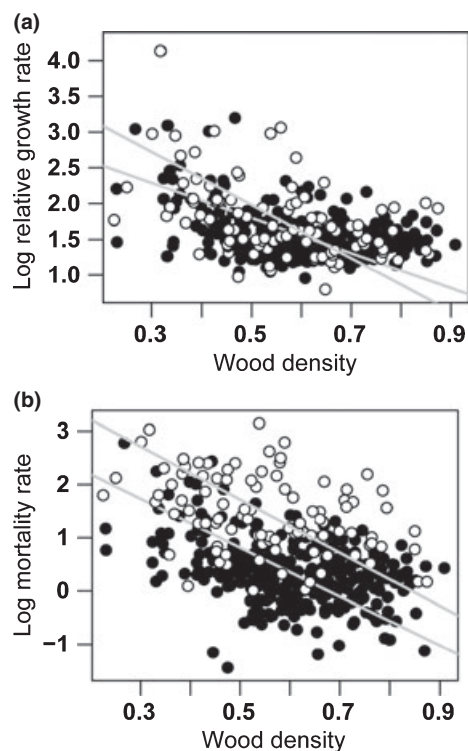 (a)
Log relative growth rate
4.0
3.5
3.0
2.5
2.0
1.5
1.0
0.3 0.5 0.7 0.9
Wood density
(b)
Log mortality rate
3
2
1
0
−1
0.3 0.5 0.7 0.9
Wood density